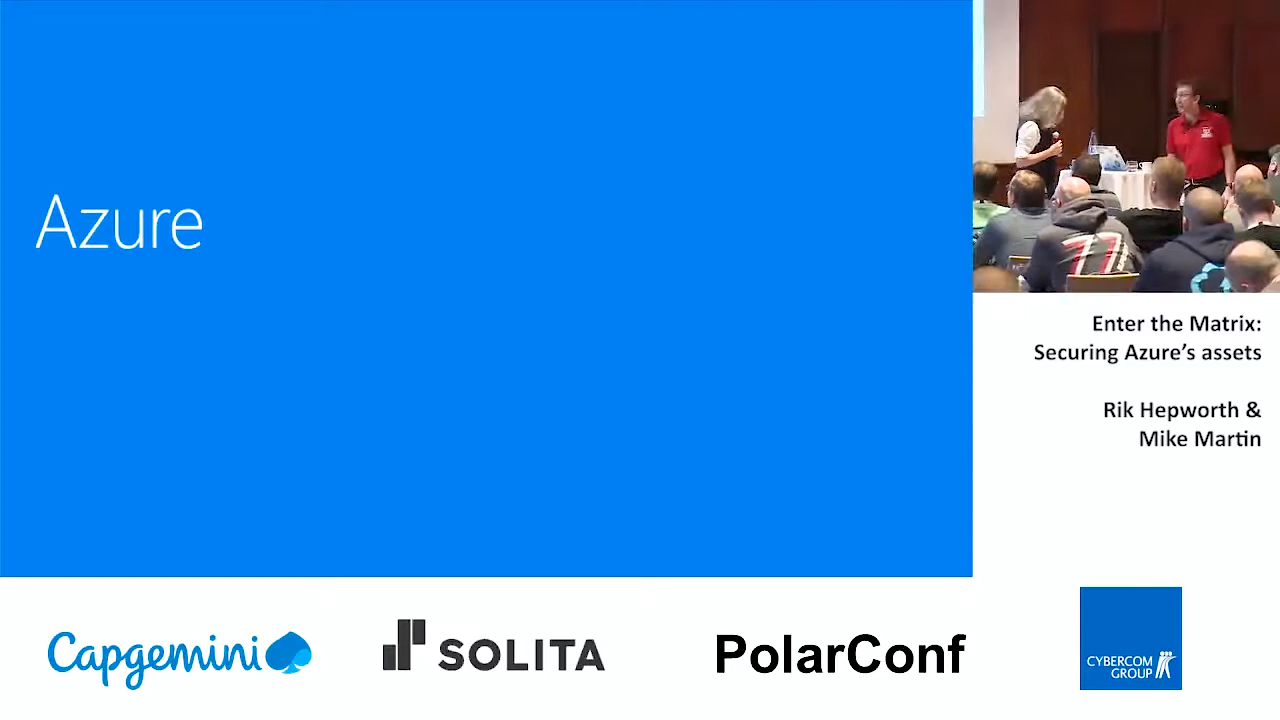 Azure
Enter the Matrix:
Securing Azure’s assets
Rik Hepworth &
Mike Martin
Capgemini
SOLITA
PolarConf
CYBERCOM
GROUP